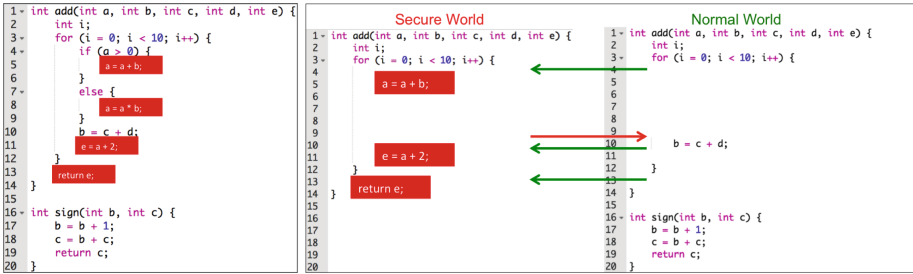 1 int add(int a, int b, int c, int d, int e) {
2 int i;
3 for (i = 0; i < 10; i++) {
4 if (a > 0) {
5 a = a + b;
6 }
7 else {
8 a = a * b;
9 }
10 b = c + d;
11 e = a + 2;
12 }
13 return e;
14 }
15
16 int sign(int b, int c) {
17 b = b + 1;
18 c = b + c;
19 return c;
20 }
Secure World
1 int add(int a, int b, int c, int d, int e) {
2 int i;
3 for (i = 0; i < 10; i++) {
4
5 a = a + b;
6
7
8
9
10 e = a + 2;
11
12 }
13 return e;
14 }
15
16
17
18
19
20
Normal World
1 int add(int a, int b, int c, int d, int e) {
2 int i;
3 for (i = 0; i < 10; i++) {
4
5
6
7
8
9
10 b = c + d;
11
12 }
13
14 }
15
16 int sign(int b, int c) {
17 b = b + 1;
18 c = b + c;
19 return c;
20 }